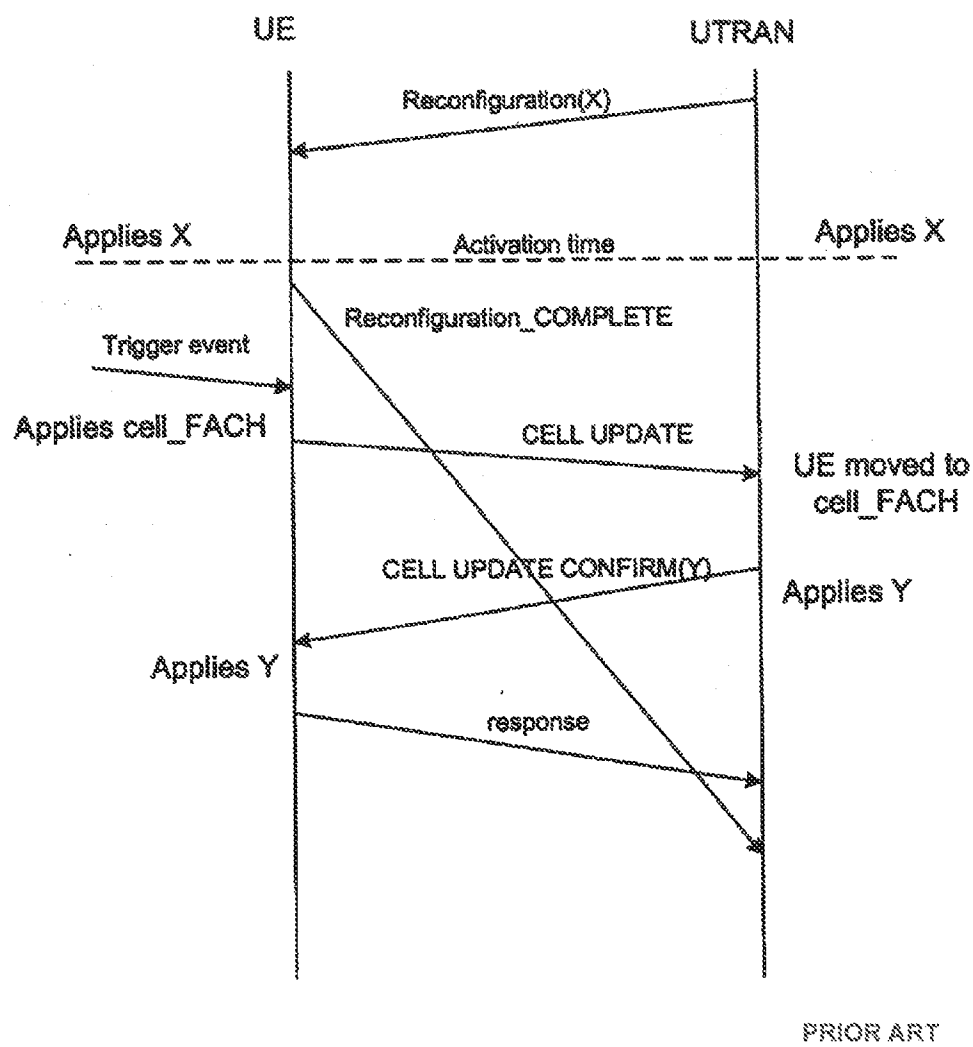 UE
UTRAN
Reconfiguration(X)
Applies X
Activation time
Applies X
Reconfiguration_COMPLETE
Trigger event
Applies cell_FACH
CELL UPDATE
UE moved to
cell_FACH
CELL UPDATE CONFIRM(Y)
Applies Y
Applies Y
response
PRIOR ART